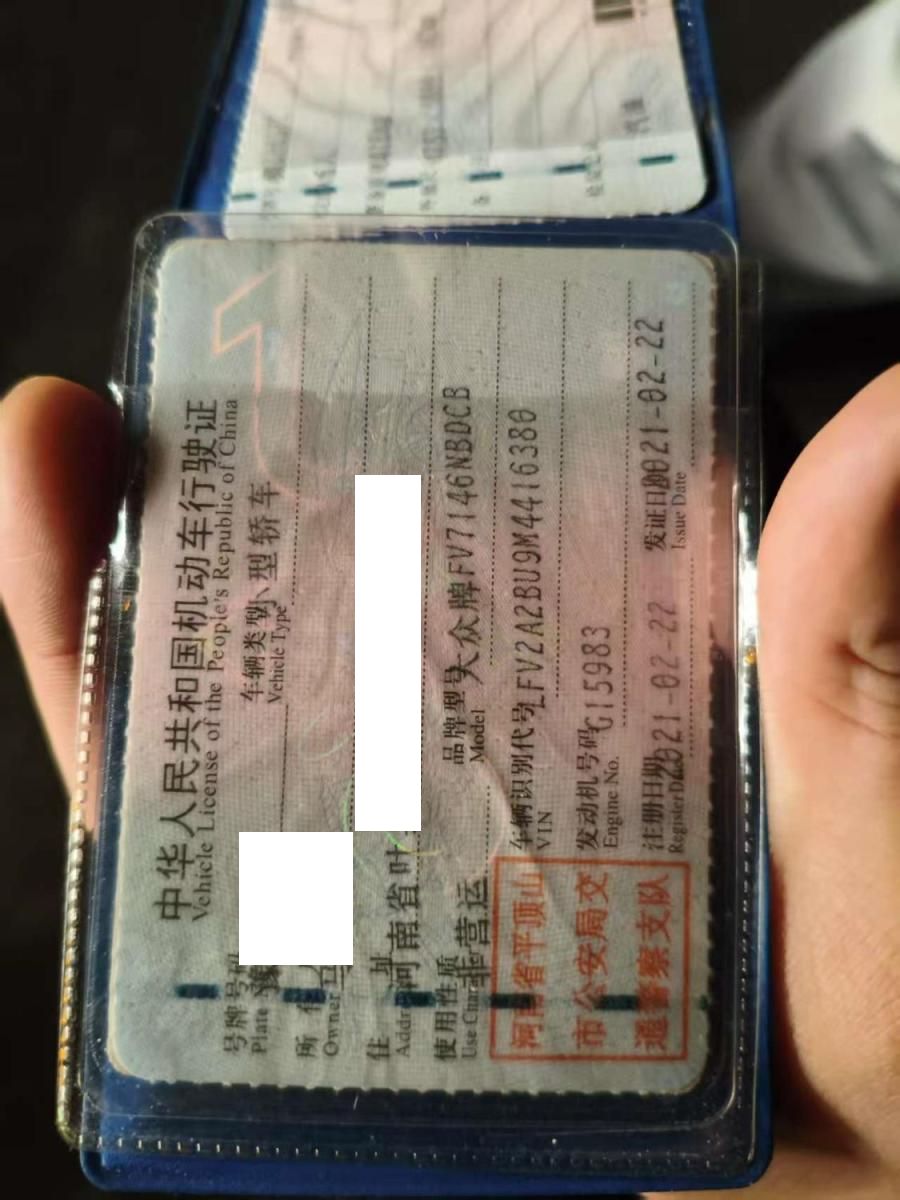 中华人民共和国机动车行驶证
Vehicle License of the People's Republic of China
号牌号码 豫
Plate
车辆类型 小型轿车
Vehicle Type
所
Owner
住 址 河南省叶
Addre
使用性质 非营运
Use Charac
品牌型号 大众牌FV7146NBDCB
Model
车辆识别代号 LFV2A2BU9M4416380
VIN
发动机号码 G15983
Engine No.
注册日期 2021-02-22
Register Date
发证日期 2021-02-22
Issue Date
河南省平顶山
市公安局交
通警察支队